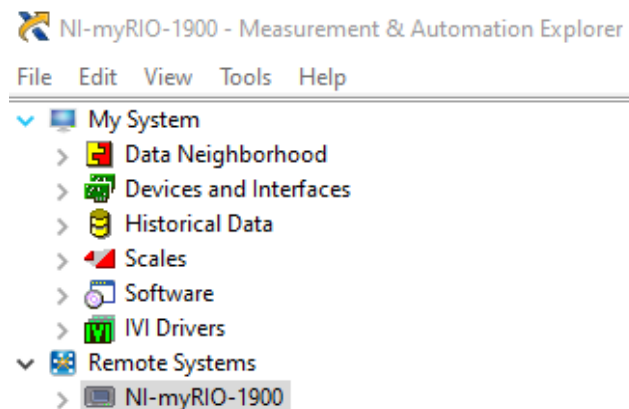 NI-myRIO-1900 - Measurement & Automation Explorer
File Edit View Tools Help
My System
Data Neighborhood
Devices and Interfaces
Historical Data
Scales
Software
IVI Drivers
Remote Systems
NI-myRIO-1900